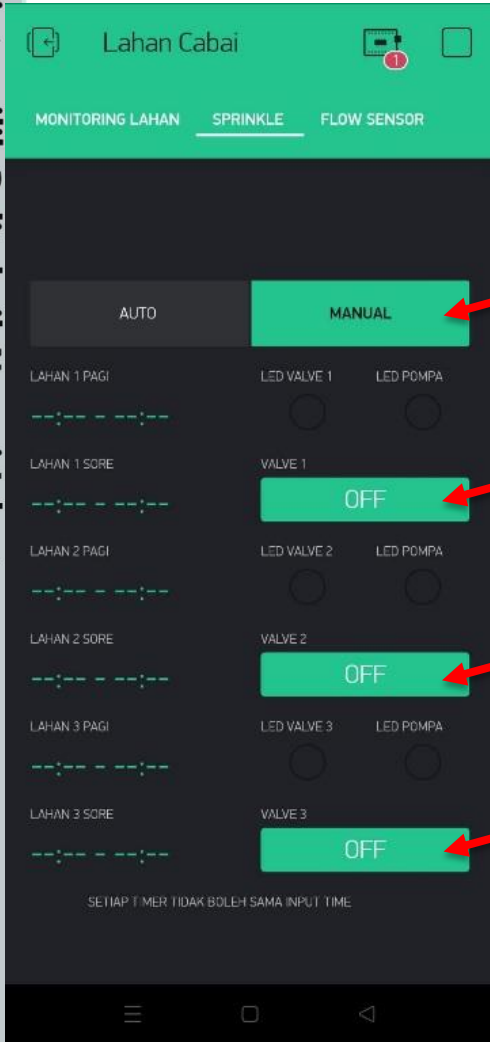 Lahan Cabai
1
MONITORING LAHAN SPRINKLE FLOW SENSOR
AUTO MANUAL
LAHAN 1 PAGI LED VALVE 1 LED POMPA
--:-- - --:--
LAHAN 1 SORE VALVE 1
--:-- - --:-- OFF
LAHAN 2 PAGI LED VALVE 2 LED POMPA
--:-- - --:--
LAHAN 2 SORE VALVE 2
--:-- - --:-- OFF
LAHAN 3 PAGI LED VALVE 3 LED POMPA
--:-- - --:--
LAHAN 3 SORE VALVE 3
--:-- - --:-- OFF
SETIAP TIMER TIDAK BOLEH SAMA INPUT TIME